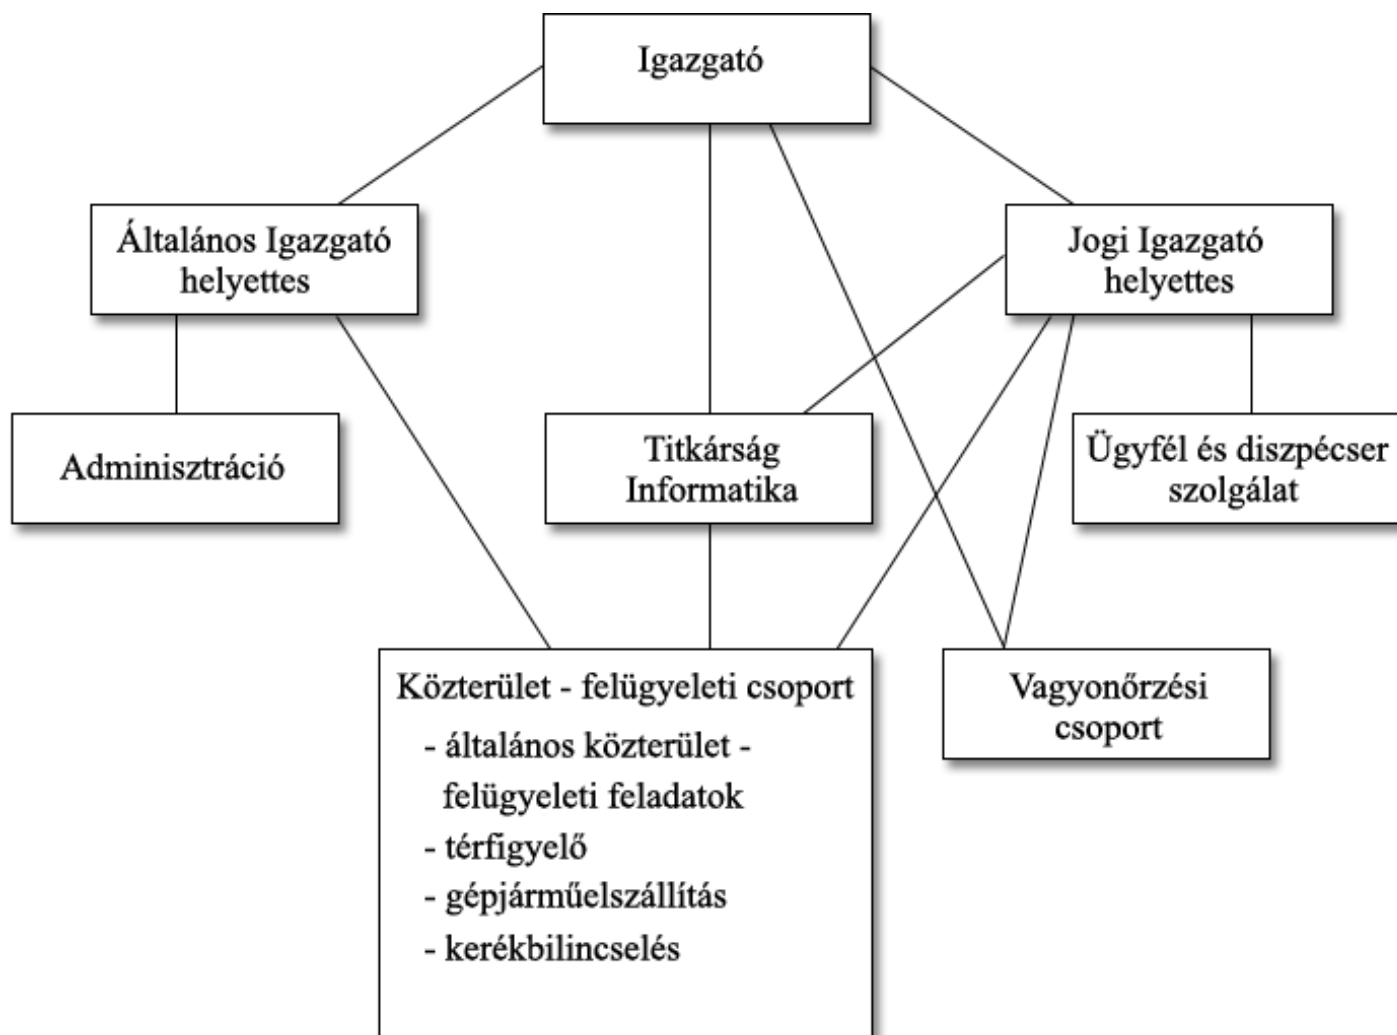 Igazgató
Általános Igazgató
helyettes
Jogi Igazgató
helyettes
Adminisztráció
Titkárság
Informatika
Ügyfél és diszpécser
szolgálat
Közterület - felügyeleti csoport
- általános közterület -
felügyeleti feladatok
- térfigyelő
- gépjárműelszállítás
- kerékbilincselés
Vagyonőrzési
csoport